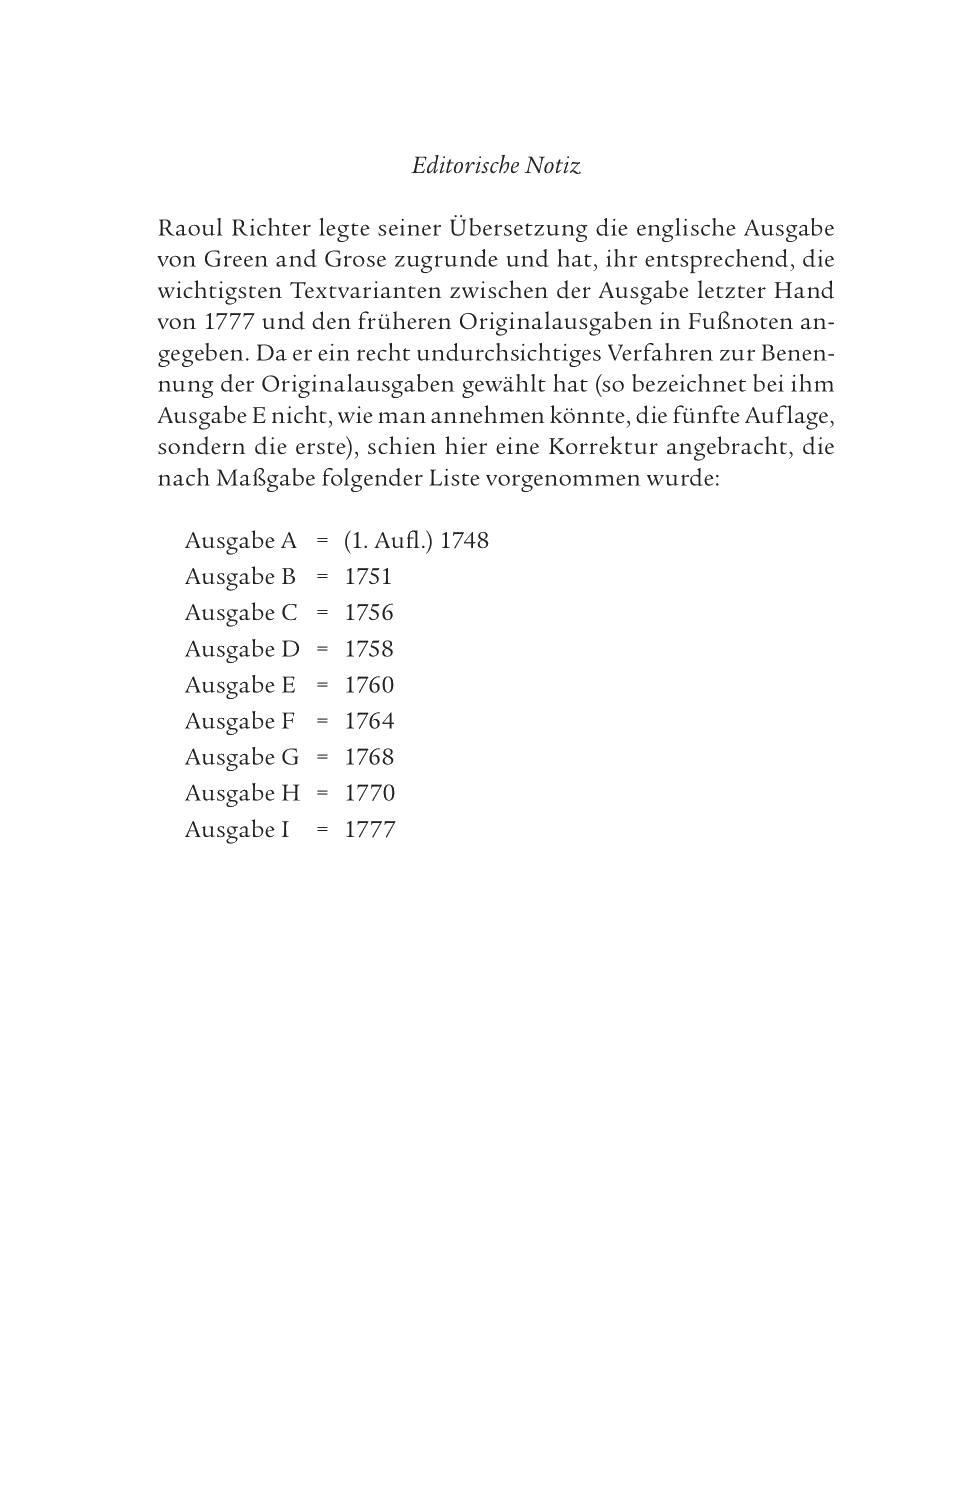 Editorische Notiz
Raoul Richter legte seiner Übersetzung die englische Ausgabe
von Green and Grose zugrunde und hat, ihr entsprechend, die
wichtigsten Textvarianten zwischen der Ausgabe letzter Hand
von 1777 und den früheren Originalausgaben in Fußnoten an-
gegeben. Da er ein recht undurchsichtiges Verfahren zur Benen-
nung der Originalausgaben gewählt hat (so bezeichnet bei ihm
Ausgabe E nicht, wie man annehmen könnte, die fünfte Auflage,
sondern die erste), schien hier eine Korrektur angebracht, die
nach Maßgabe folgender Liste vorgenommen wurde:
Ausgabe A = (1. Aufl.) 1748
Ausgabe B = 1751
Ausgabe C = 1756
Ausgabe D = 1758
Ausgabe E = 1760
Ausgabe F = 1764
Ausgabe G = 1768
Ausgabe H = 1770
Ausgabe I = 1777